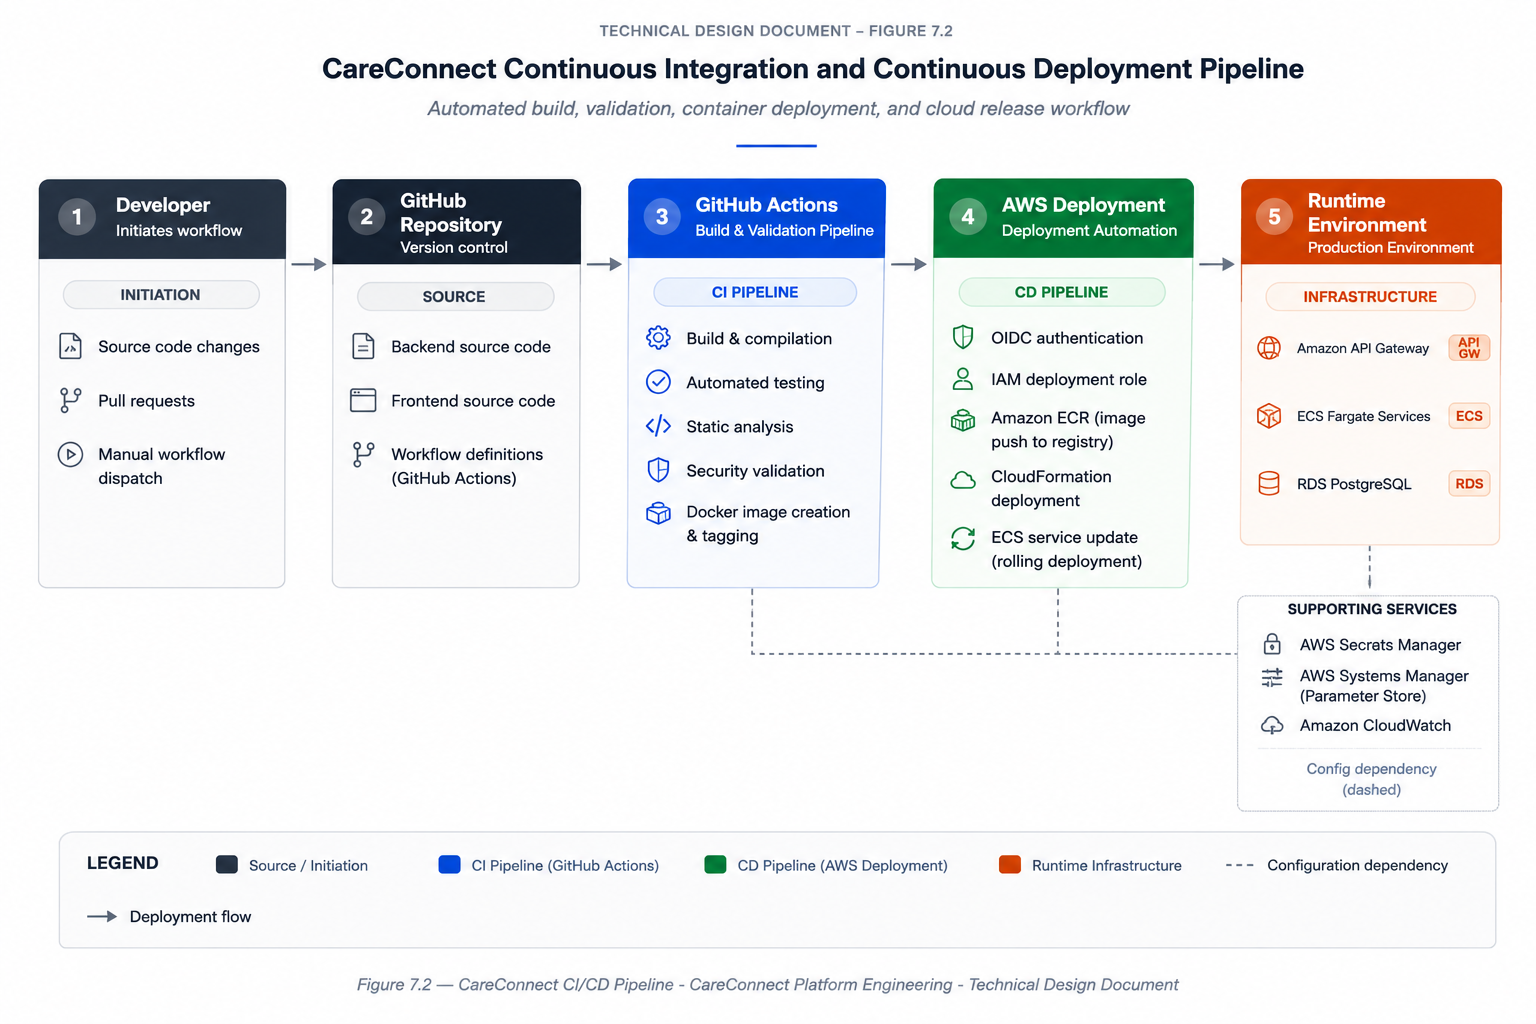 TECHNICAL DESIGN DOCUMENT – FIGURE 7.2
CareConnect Continuous Integration and Continuous Deployment Pipeline
Automated build, validation, container deployment, and cloud release workflow
1
Developer
Initiates workflow
INITIATION
Source code changes
Pull requests
Manual workflow
dispatch
2
GitHub
Repository
Version control
SOURCE
Backend source code
Frontend source code
Workflow definitions
(GitHub Actions)
3
GitHub Actions
Build & Validation Pipeline
CI PIPELINE
Build & compilation
Automated testing
Static analysis
Security validation
Docker image creation
& tagging
4
AWS Deployment
Deployment Automation
CD PIPELINE
OIDC authentication
IAM deployment role
Amazon ECR (image
push to registry)
CloudFormation
deployment
ECS service update
(rolling deployment)
5
Runtime
Environment
Production Environment
INFRASTRUCTURE
Amazon API Gateway
API
GW
ECS Fargate Services
ECS
RDS PostgreSQL
RDS
SUPPORTING SERVICES
AWS Secrets Manager
AWS Systems Manager
(Parameter Store)
Amazon CloudWatch
Config dependency
(dashed)
LEGEND
Source / Initiation
CI Pipeline (GitHub Actions)
CD Pipeline (AWS Deployment)
Runtime Infrastructure
Configuration dependency
Deployment flow
Figure 7.2 — CareConnect CI/CD Pipeline - CareConnect Platform Engineering - Technical Design Document